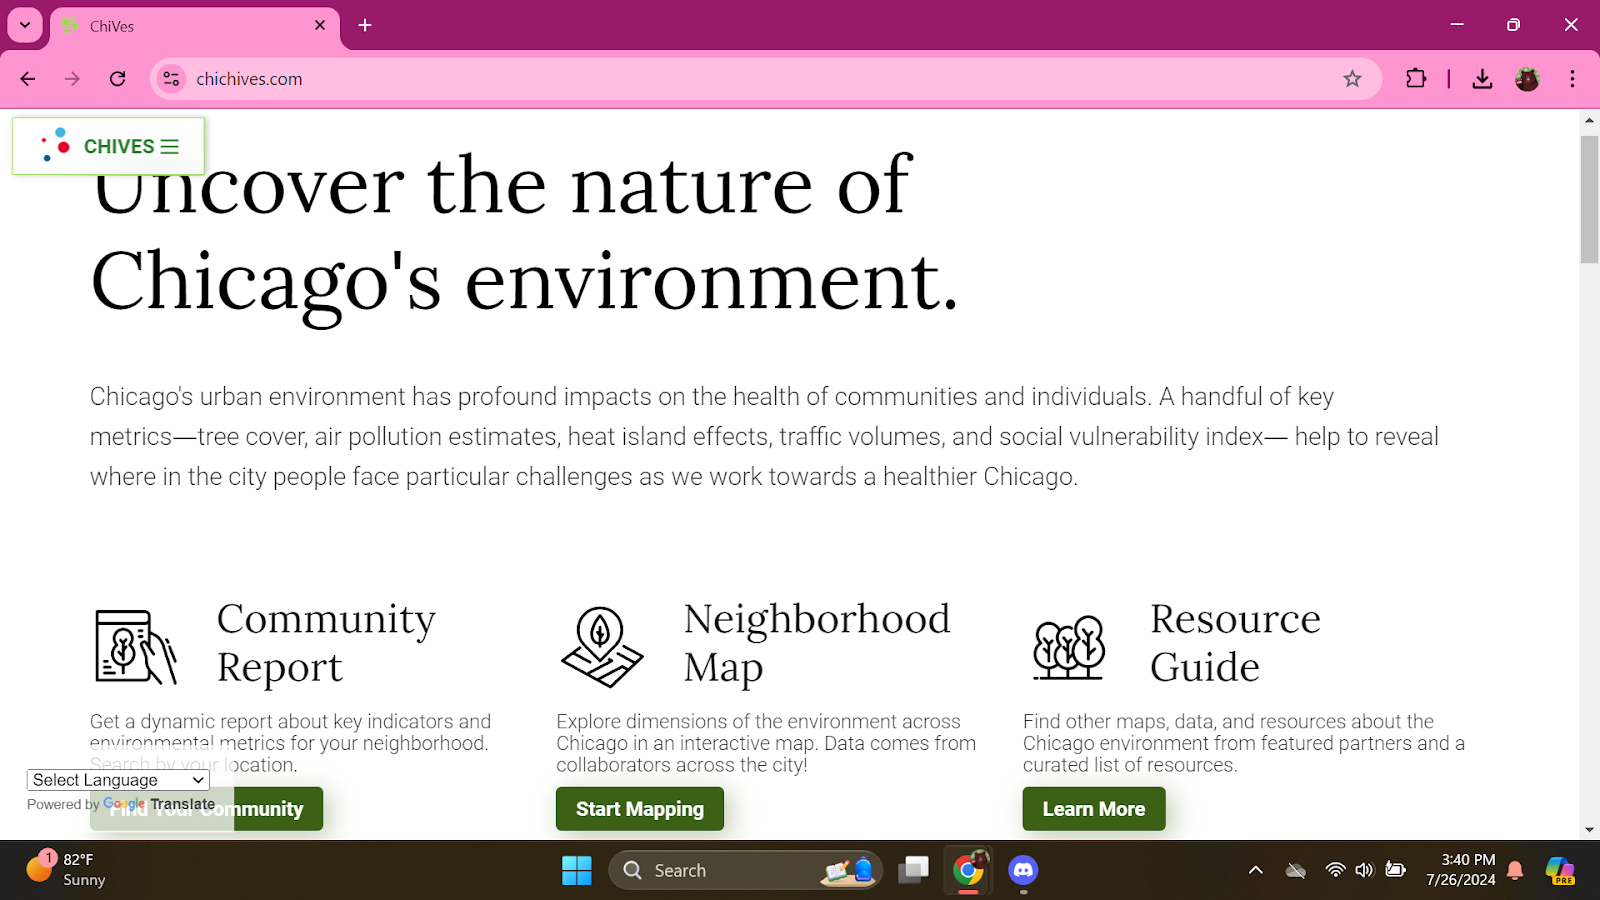 ChiVes
chichives.com
CHIVES
Uncover the nature of
Chicago's environment.
Chicago's urban environment has profound impacts on the health of communities and individuals. A handful of key
metrics—tree cover, air pollution estimates, heat island effects, traffic volumes, and social vulnerability index— help to reveal
where in the city people face particular challenges as we work towards a healthier Chicago.
Community
Report
Get a dynamic report about key indicators and
environmental metrics for your neighborhood.
Search by your location.
Find Your Community
Neighborhood
Map
Explore dimensions of the environment across
Chicago in an interactive map. Data comes from
collaborators across the city!
Start Mapping
Resource
Guide
Find other maps, data, and resources about the
Chicago environment from featured partners and a
curated list of resources.
Learn More
Select Language
Powered by Google Translate
1
82°F
Sunny
Search
3:40 PM
7/26/2024
PRE